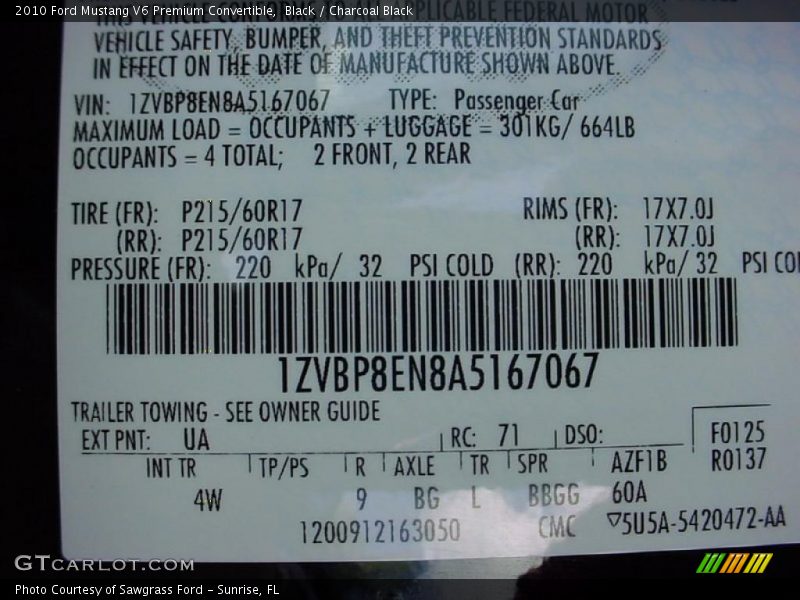 2010 Ford Mustang V6 Premium Convertible, Black / Charcoal Black
APPLICABLE FEDERAL MOTOR
VEHICLE SAFETY, BUMPER, AND THEFT PREVENTION STANDARDS
IN EFFECT ON THE DATE OF MANUFACTURE SHOWN ABOVE.
VIN: 1ZVBP8EN8A5167067 TYPE: Passenger Car
MAXIMUM LOAD = OCCUPANTS + LUGGAGE = 301KG/ 664LB
OCCUPANTS = 4 TOTAL; 2 FRONT, 2 REAR
TIRE (FR): P215/60R17 RIMS (FR): 17X7.0J
(RR): P215/60R17 (RR): 17X7.0J
PRESSURE (FR): 220 kPa/ 32 PSI COLD (RR): 220 kPa/ 32 PSI COL
1ZVBP8EN8A5167067
TRAILER TOWING - SEE OWNER GUIDE
EXT PNT: UA RC: 71 DSO: F0125
INT TR TP/PS R AXLE TR SPR AZF1B R0137
4W 9 BG L BBGG 60A
1200912163050 CMC ▽5U5A-5420472-AA
GTCARLOT.COM
Photo Courtesy of Sawgrass Ford – Sunrise, FL